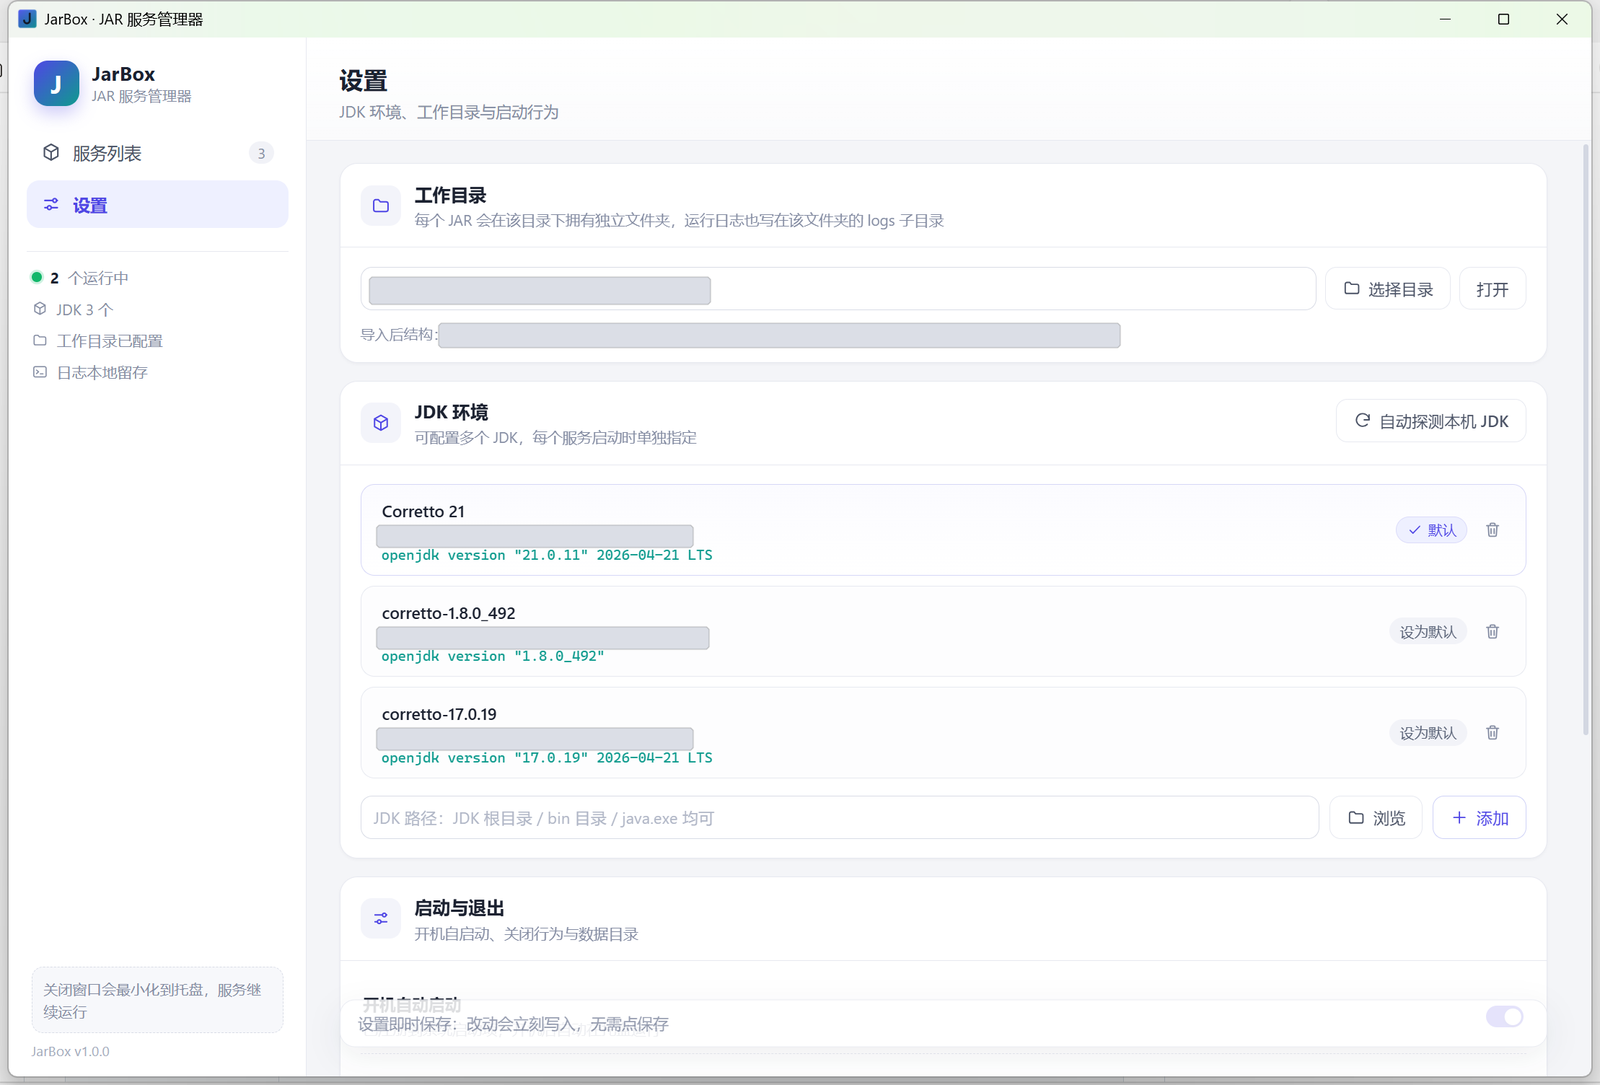 JarBox · JAR 服务管理器
J
JarBox
JAR 服务管理器
服务列表
3
设置
2 个运行中
JDK 3 个
工作目录已配置
日志本地留存
关闭窗口会最小化到托盘，服务继
续运行
JarBox v1.0.0
设置
JDK 环境、工作目录与启动行为
工作目录
每个 JAR 会在该目录下拥有独立文件夹，运行日志也写在该文件夹的 logs 子目录
选择目录
打开
导入后结构:
JDK 环境
可配置多个 JDK，每个服务启动时单独指定
自动探测本机 JDK
Corretto 21
openjdk version "21.0.11" 2026-04-21 LTS
默认
corretto-1.8.0_492
openjdk version "1.8.0_492"
设为默认
corretto-17.0.19
openjdk version "17.0.19" 2026-04-21 LTS
设为默认
JDK 路径：JDK 根目录 / bin 目录 / java.exe 均可
浏览
添加
启动与退出
开机自启动、关闭行为与数据目录
开机自动启动
设置即时保存：改动会立刻写入，无需点保存